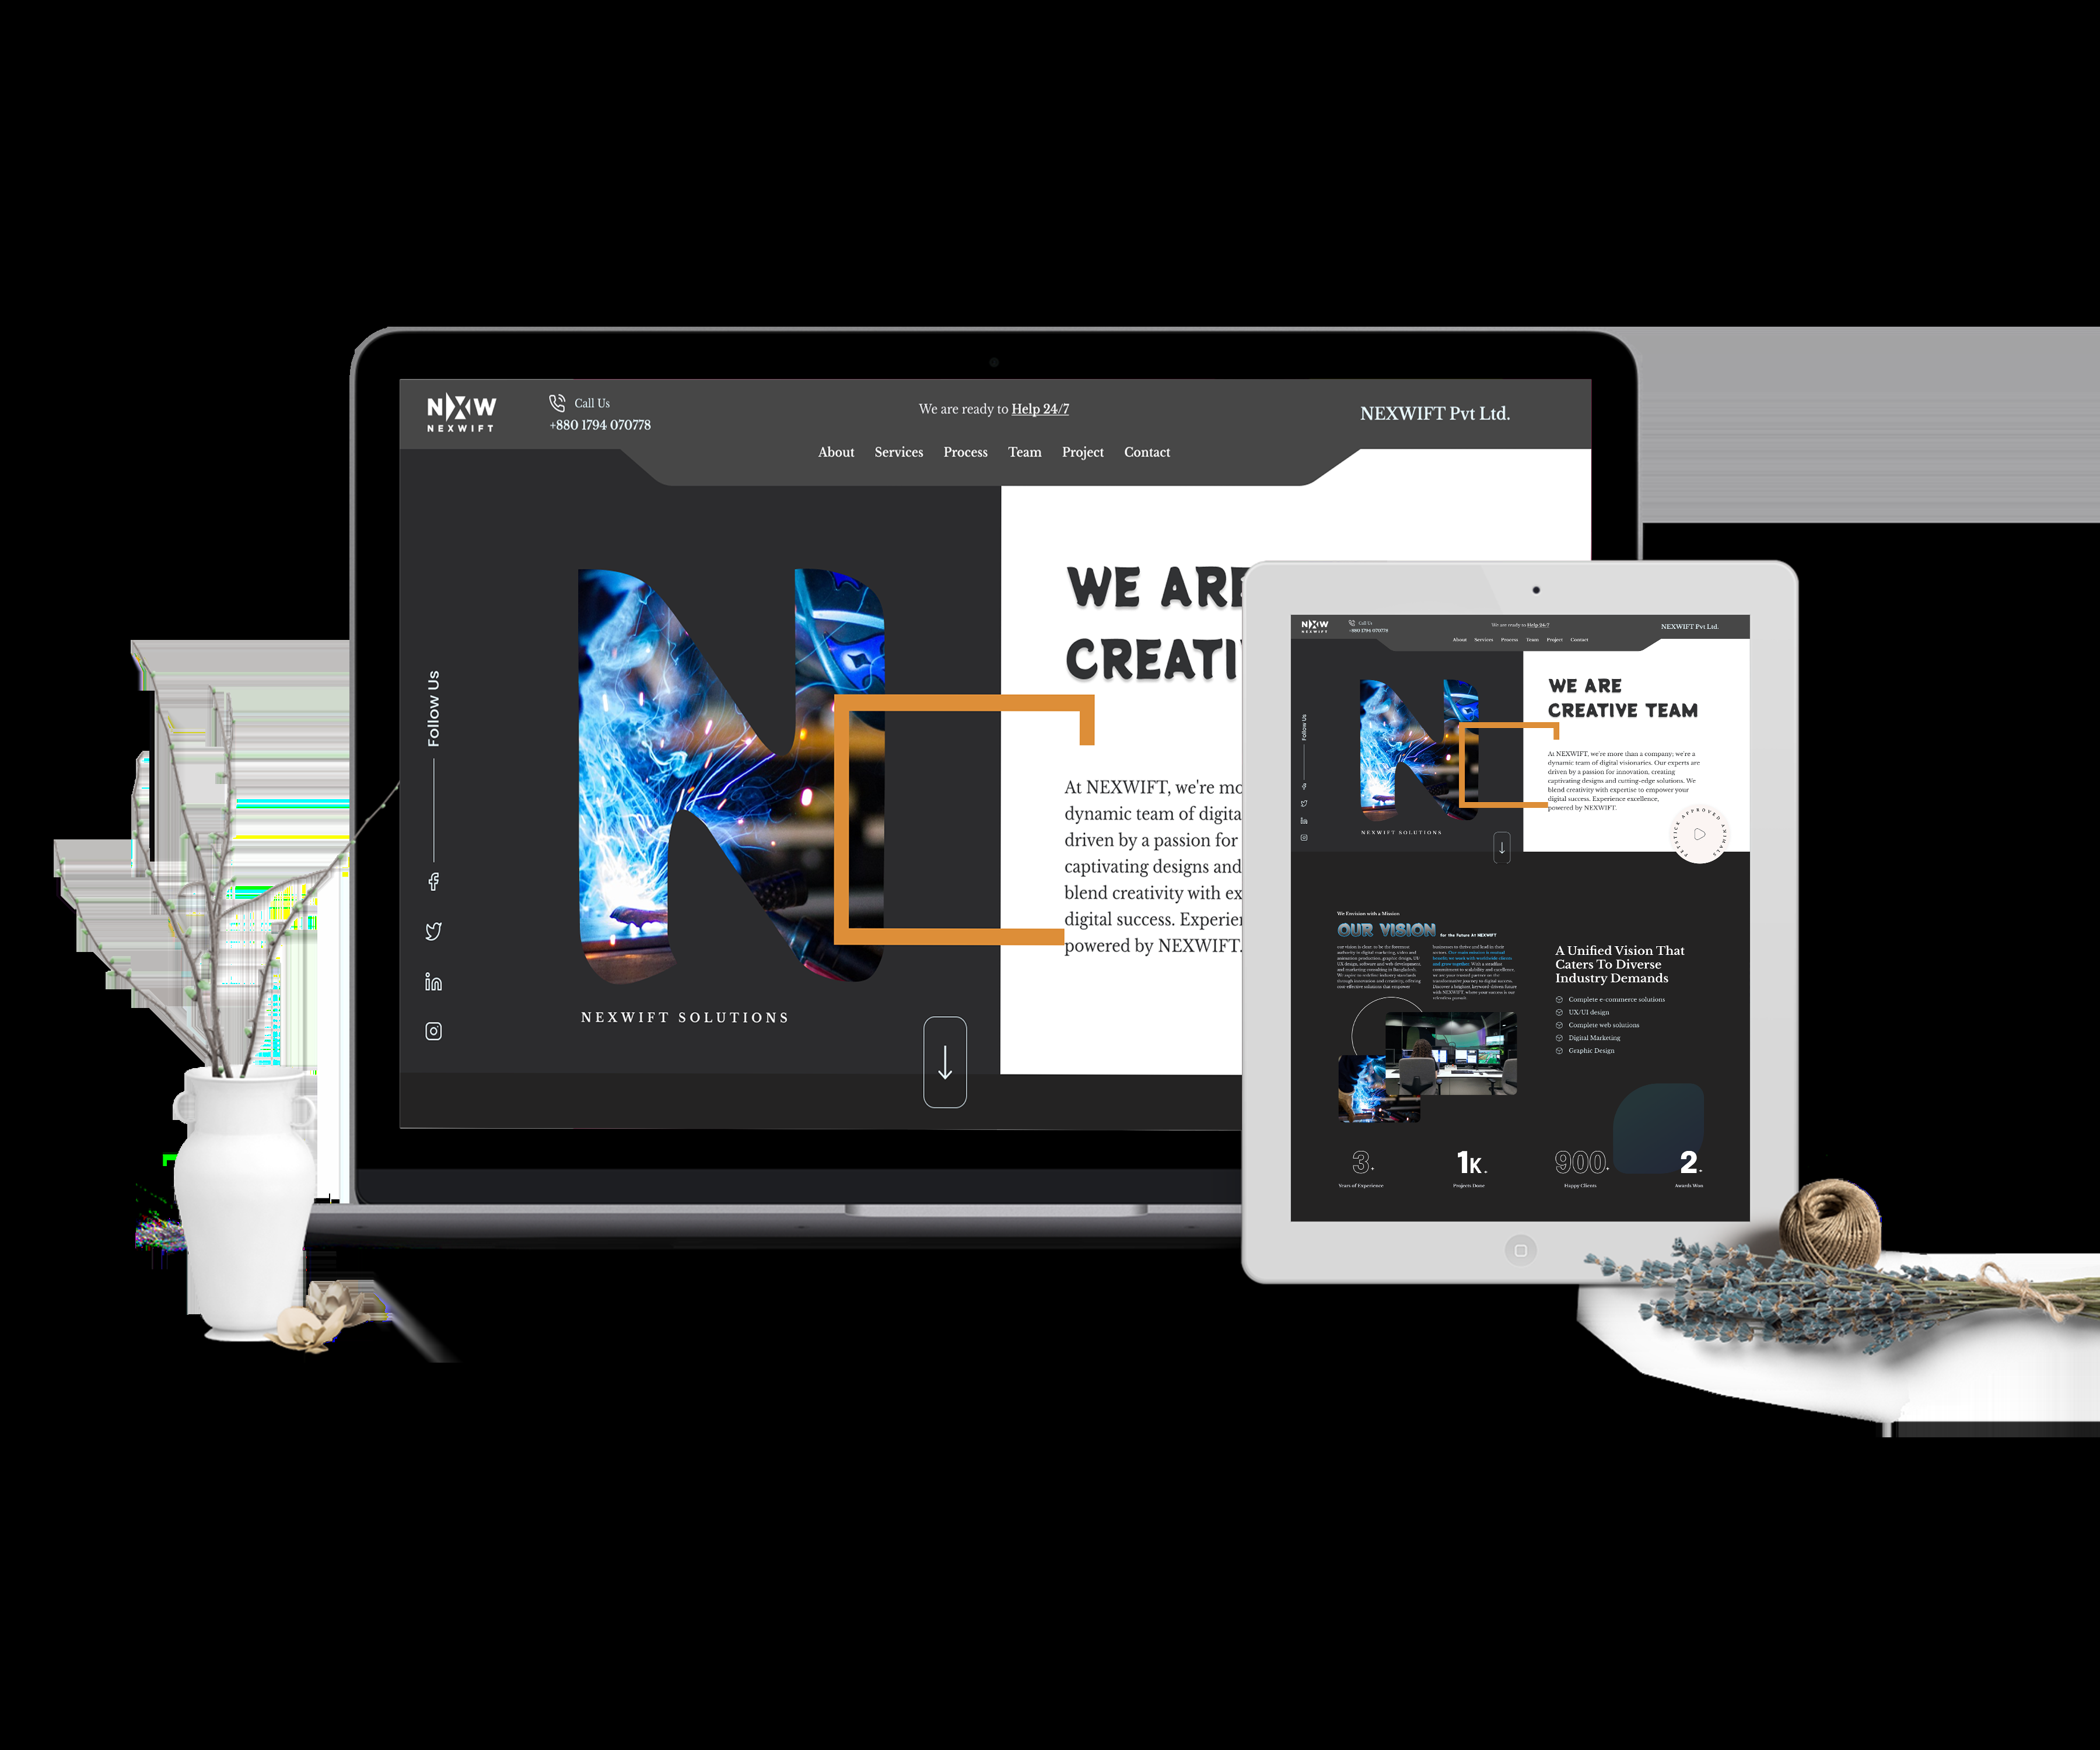 NXW
NEXWIFT
Call Us
+880 1794 070778
We are ready to Help 24/7
NEXWIFT Pvt Ltd.
About Services Process Team Project Contact
Follow Us
WE ARE
CREATI
At NEXWIFT, we're mo
dynamic team of digita
driven by a passion for
captivating designs and
blend creativity with ex
digital success. Experier
powered by NEXWIFT.
NEXWIFT SOLUTIONS
NXW
NEXWIFT
Call Us
+880 1794 070778
We are ready to Help 24/7
NEXWIFT Pvt Ltd.
About Services Process Team Project Contact
Follow Us
WE ARE
CREATIVE TEAM
At NEXWIFT, we're more than a company; we're a
dynamic team of digital visionaries. Our experts are
driven by a passion for innovation, creating
captivating designs and cutting-edge solutions. We
blend creativity with expertise to empower your
digital success. Experience excellence,
powered by NEXWIFT.
NEXWIFT SOLUTIONS
APPROVED ANIMALS
We Envision with a Mission
OUR VISION for the Future At NEXWIFT
A Unified Vision That
Caters To Diverse
Industry Demands
Complete e-commerce solutions
UX/UI design
Complete web solutions
Digital Marketing
Graphic Design
3+
Years of Experience
1K+
Projects Done
900+
Happy Clients
2+
Awards Won